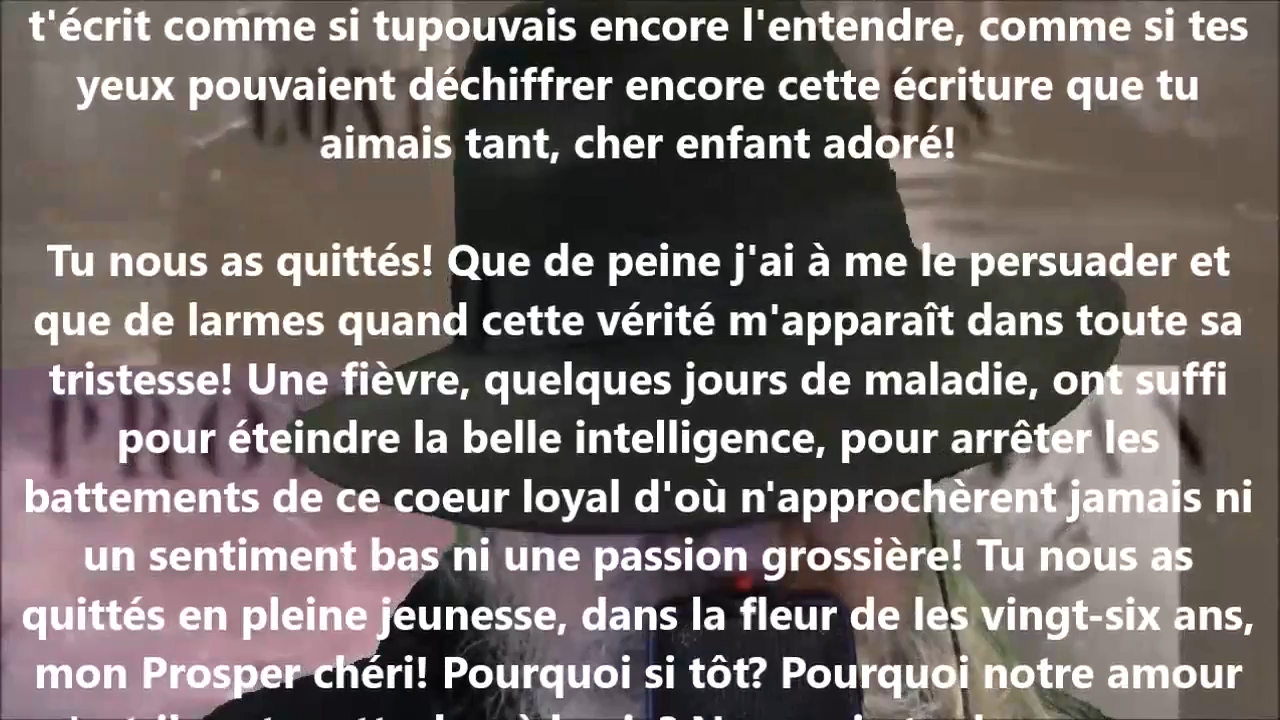 t'écrit comme si tupouvais encore l'entendre, comme si tes
yeux pouvaient déchiffrer encore cette écriture que tu
aimais tant, cher enfant adoré!
Tu nous as quittés! Que de peine j'ai à me le persuader et
que de larmes quand cette vérité m'apparaît dans toute sa
tristesse! Une fièvre, quelques jours de maladie, ont suffi
pour éteindre la belle intelligence, pour arrêter les
battements de ce coeur loyal d'où n'approchèrent jamais ni
un sentiment bas ni une passion grossière! Tu nous as
quittés en pleine jeunesse, dans la fleur de les vingt-six ans,
mon Prosper chéri! Pourquoi si tôt? Pourquoi notre amour